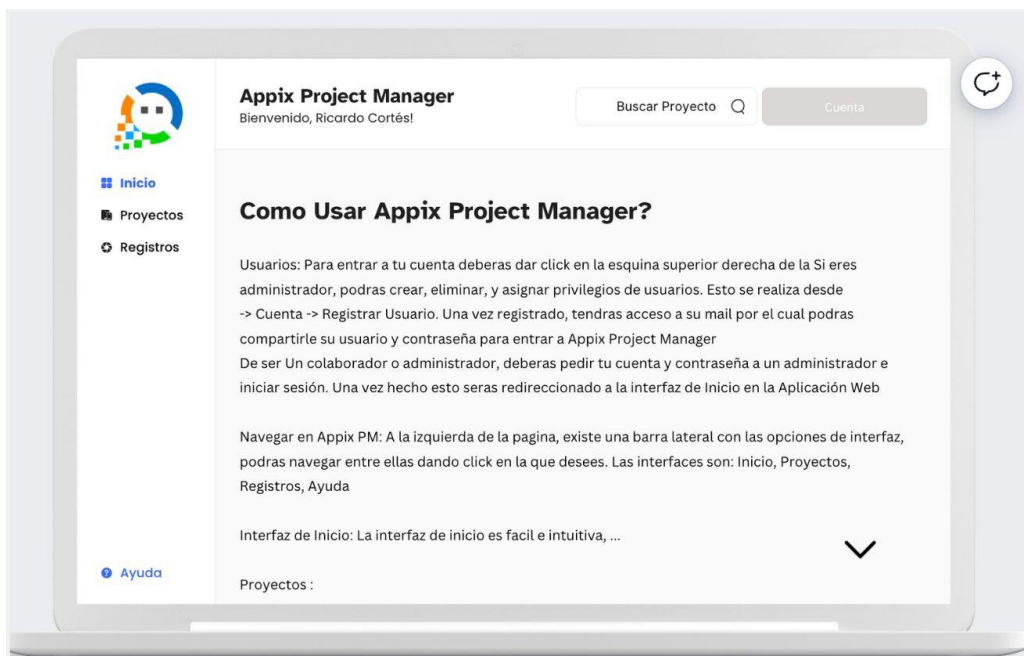 Appix Project Manager
Bienvenido, Ricardo Cortés!
Buscar Proyecto
Cuenta
Inicio
Proyectos
Registros
Ayuda
Como Usar Appix Project Manager?
Usuarios: Para entrar a tu cuenta deberas dar click en la esquina superior derecha de la Si eres
administrador, podras crear, eliminar, y asignar privilegios de usuarios. Esto se realiza desde
-> Cuenta -> Registrar Usuario. Una vez registrado, tendras acceso a su mail por el cual podras
compartirle su usuario y contraseña para entrar a Appix Project Manager
De ser Un colaborador o administrador, deberas pedir tu cuenta y contraseña a un administrador e
iniciar sesión. Una vez hecho esto seras redireccionado a la interfaz de Inicio en la Aplicación Web
Navegar en Appix PM: A la izquierda de la pagina, existe una barra lateral con las opciones de interfaz,
podras navegar entre ellas dando click en la que desees. Las interfaces son: Inicio, Proyectos,
Registros, Ayuda
Interfaz de Inicio: La interfaz de inicio es facil e intuitiva, ...
Proyectos :